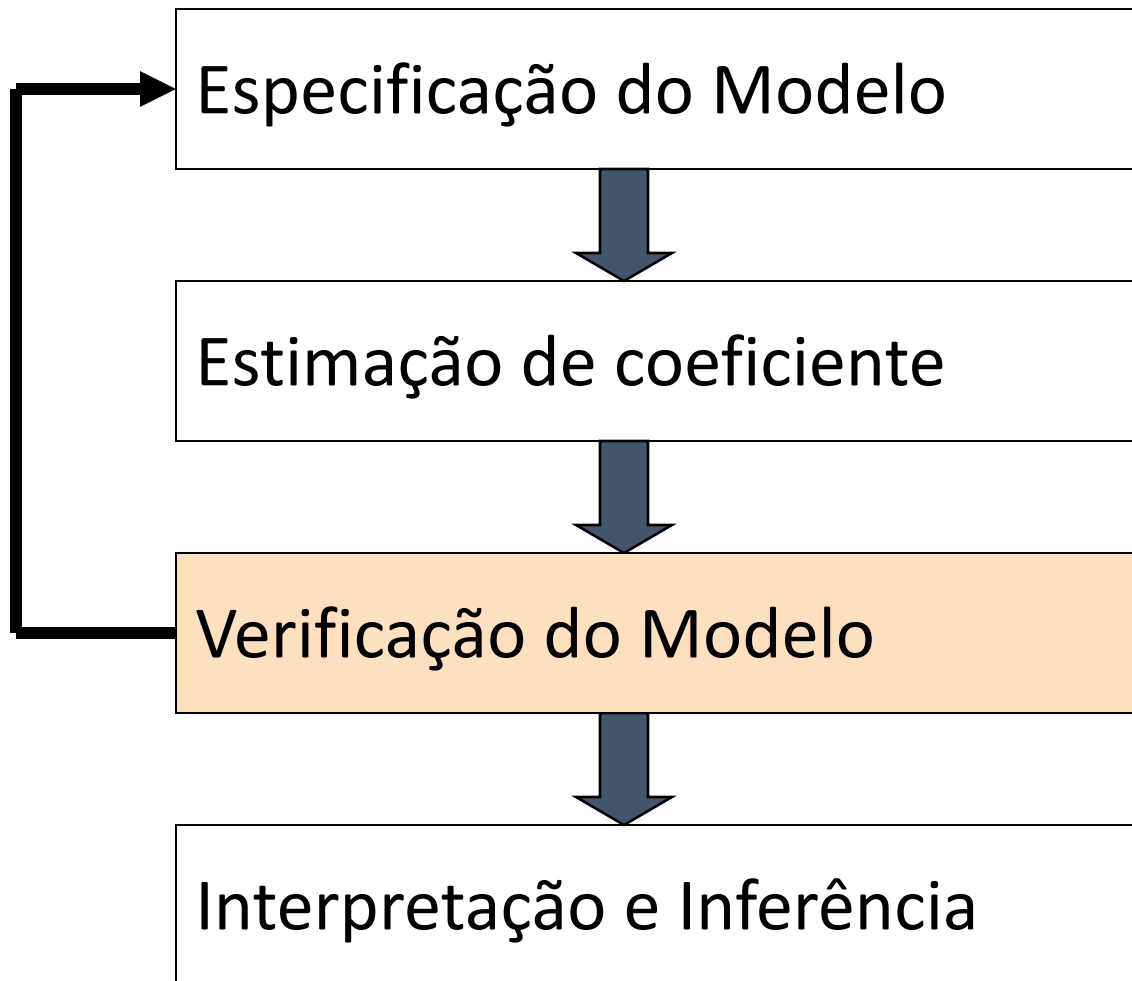 Especificação do Modelo
Estimação de coeficiente
Verificação do Modelo
Interpretação e Inferência